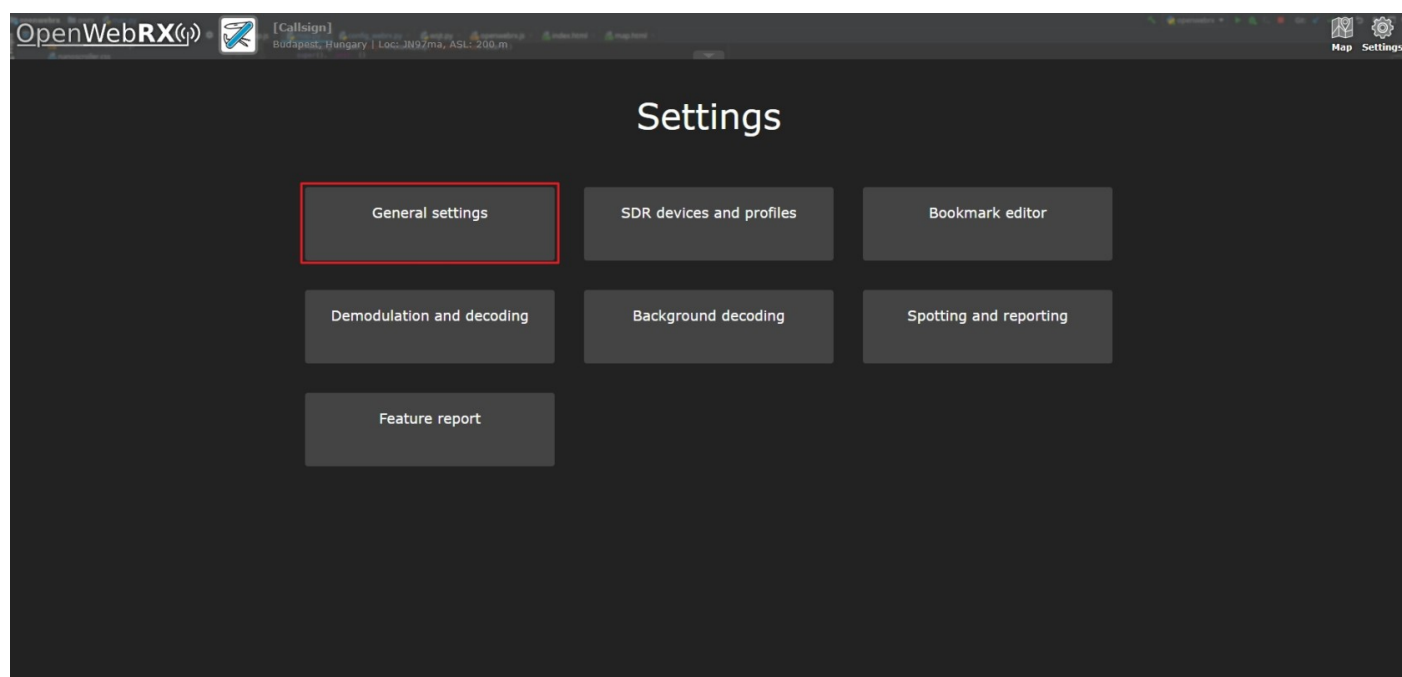 OpenWebRX
[Callsign]
Budapest, Hungary | Loc: JN97ma, ASL: 200 m
Map Settings
Settings
General settings
SDR devices and profiles
Bookmark editor
Demodulation and decoding
Background decoding
Spotting and reporting
Feature report